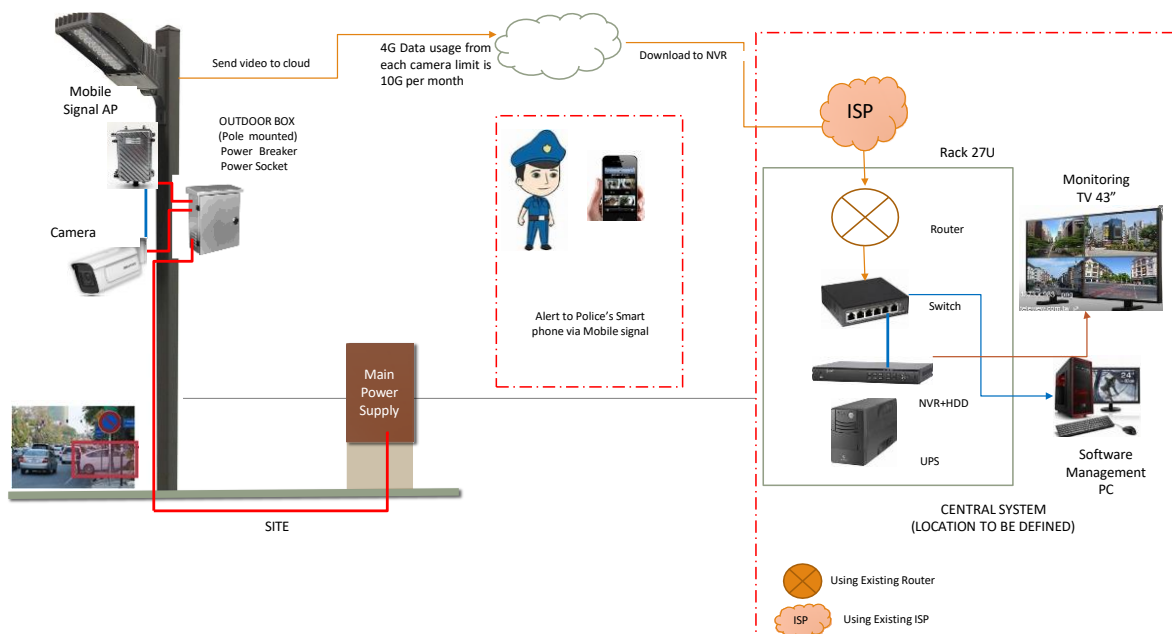 Mobile
Signal AP
Camera
OUTDOOR BOX
(Pole mounted)
Power Breaker
Power Socket
Send video to cloud
4G Data usage from
each camera limit is
10G per month
Download to NVR
Alert to Police's Smart
phone via Mobile signal
Main
Power
Supply
SITE
ISP
Rack 27U
Router
Switch
NVR+HDD
UPS
Monitoring
TV 43”
24"
Software
Management
PC
CENTRAL SYSTEM
(LOCATION TO BE DEFINED)
Using Existing Router
ISP
Using Existing ISP